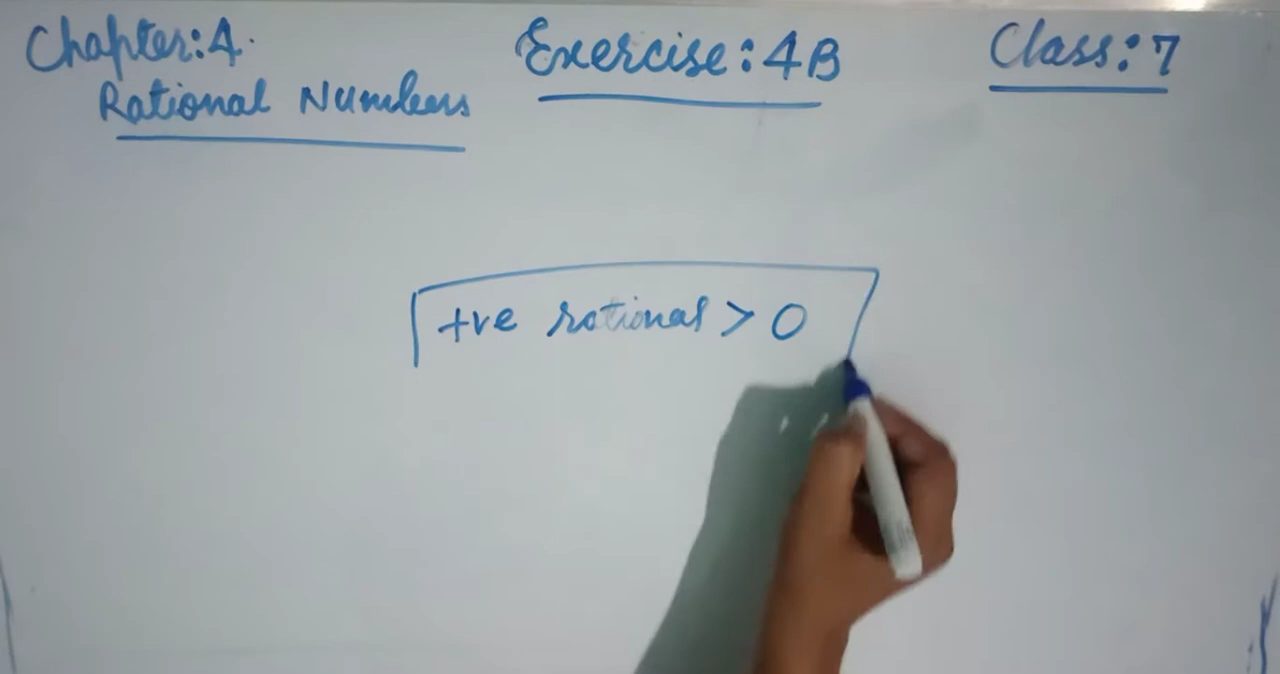 Chapter: 4.
Rational Numbers
Exercise: 4B
Class: 7
+ve rational > 0